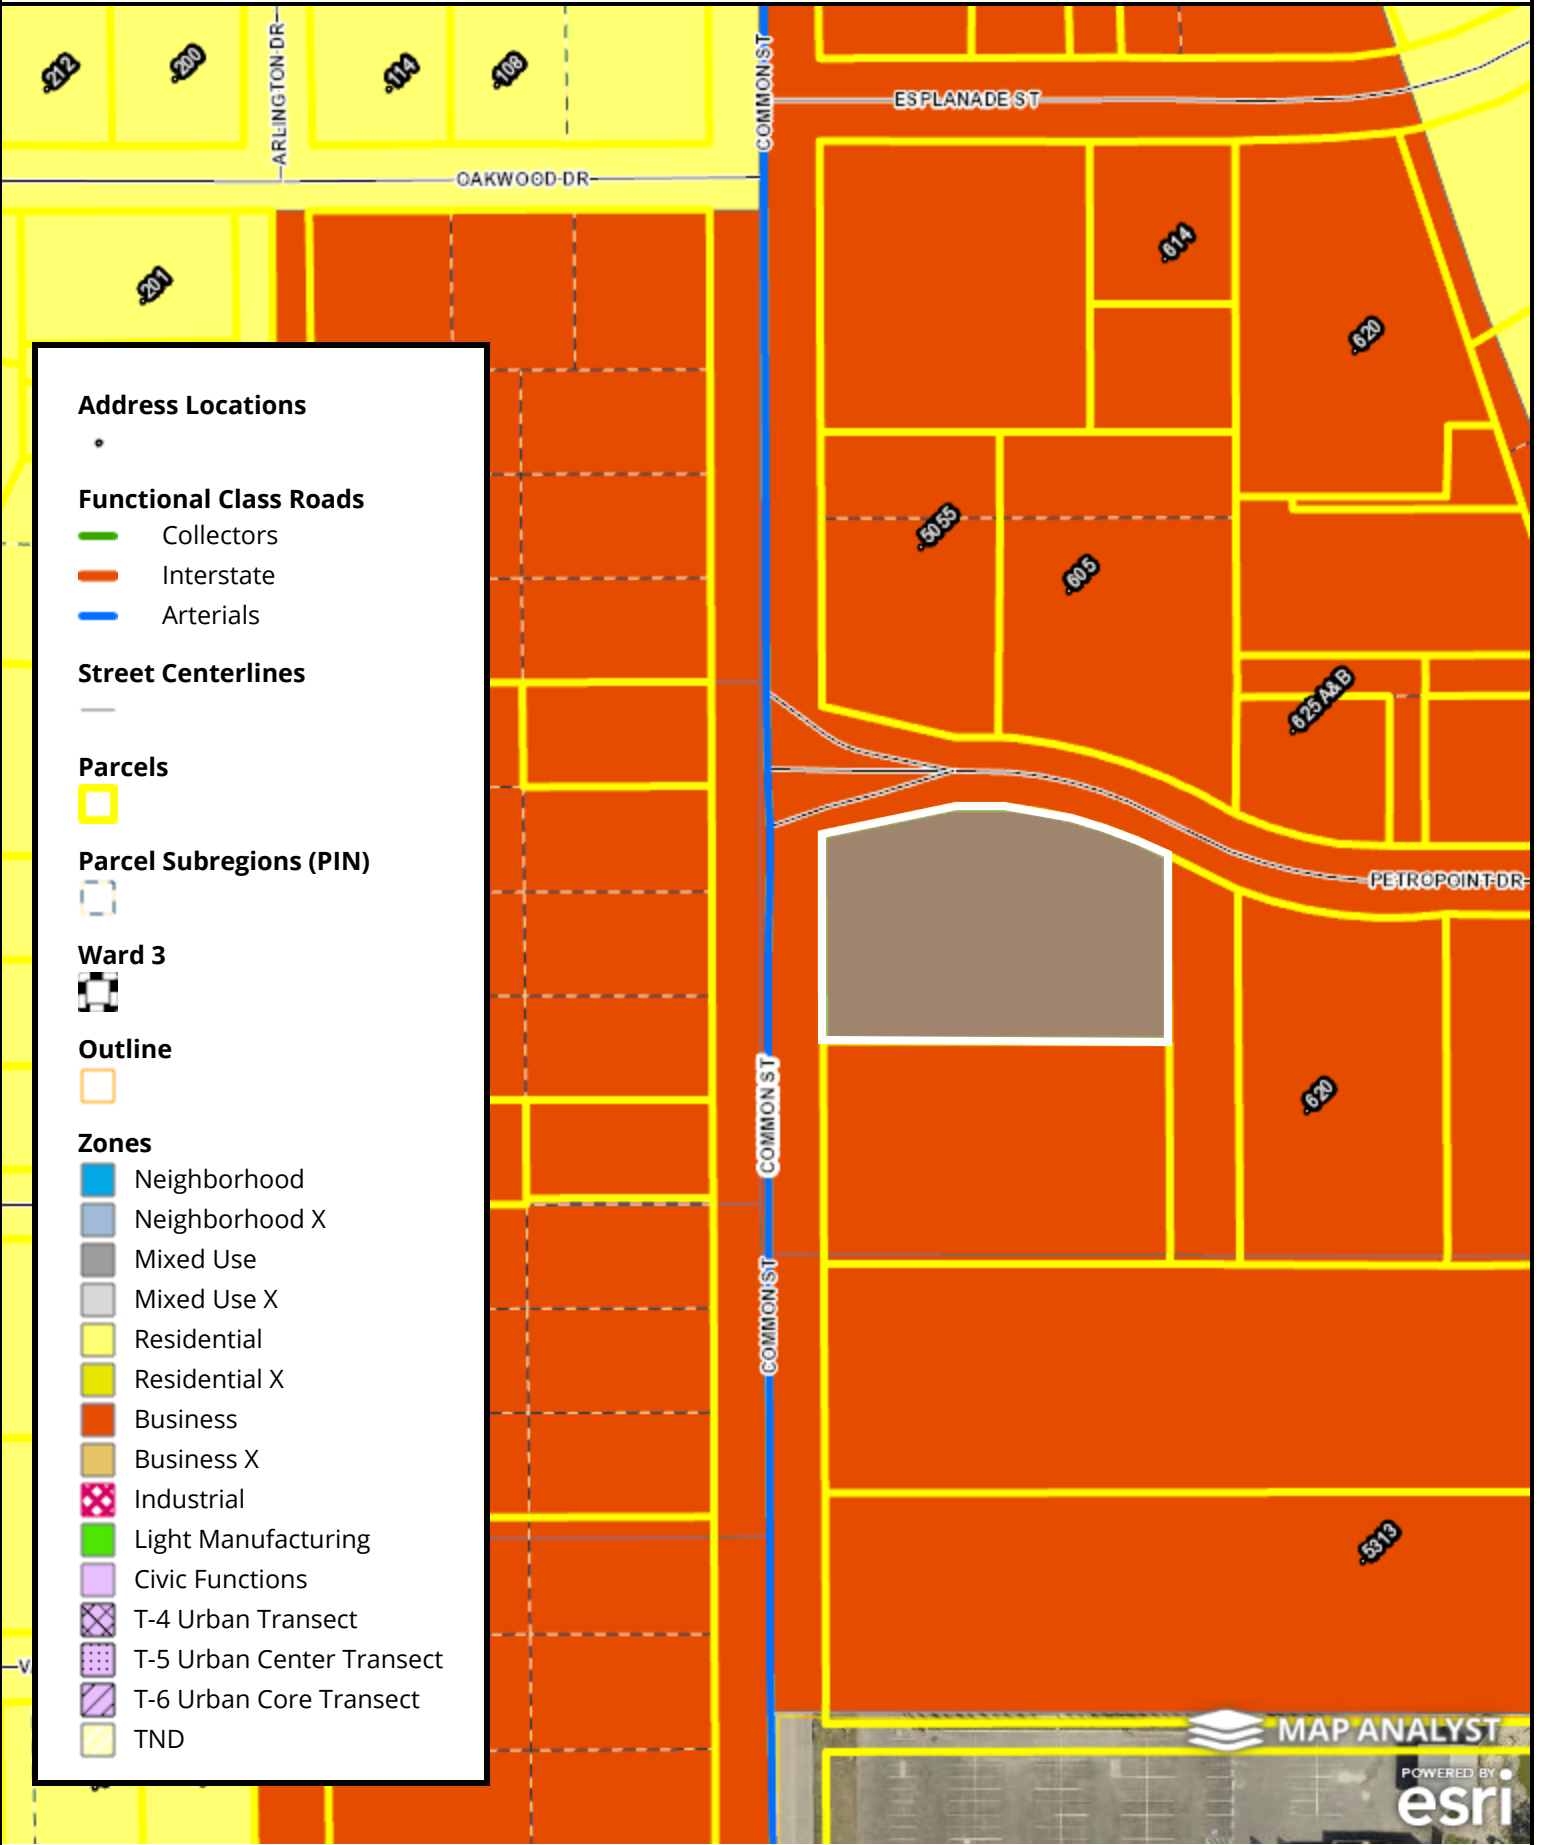 212
200
ARLINGTON DR
114
108
COMMON ST
ESPLANADE ST
OAKWOOD DR
614
201
620
Address Locations
Functional Class Roads
Collectors
Interstate
Arterials
5055
605
Street Centerlines
625 A&B
Parcels
Parcel Subregions (PIN)
PETROPOINT DR
Ward 3
Outline
COMMON ST
620
Zones
Neighborhood
Neighborhood X
Mixed Use
Mixed Use X
COMMON ST
Residential
Residential X
Business
Business X
Industrial
Light Manufacturing
5313
Civic Functions
T-4 Urban Transect
T-5 Urban Center Transect
T-6 Urban Core Transect
TND
MAP ANALYST
POWERED BY
esri